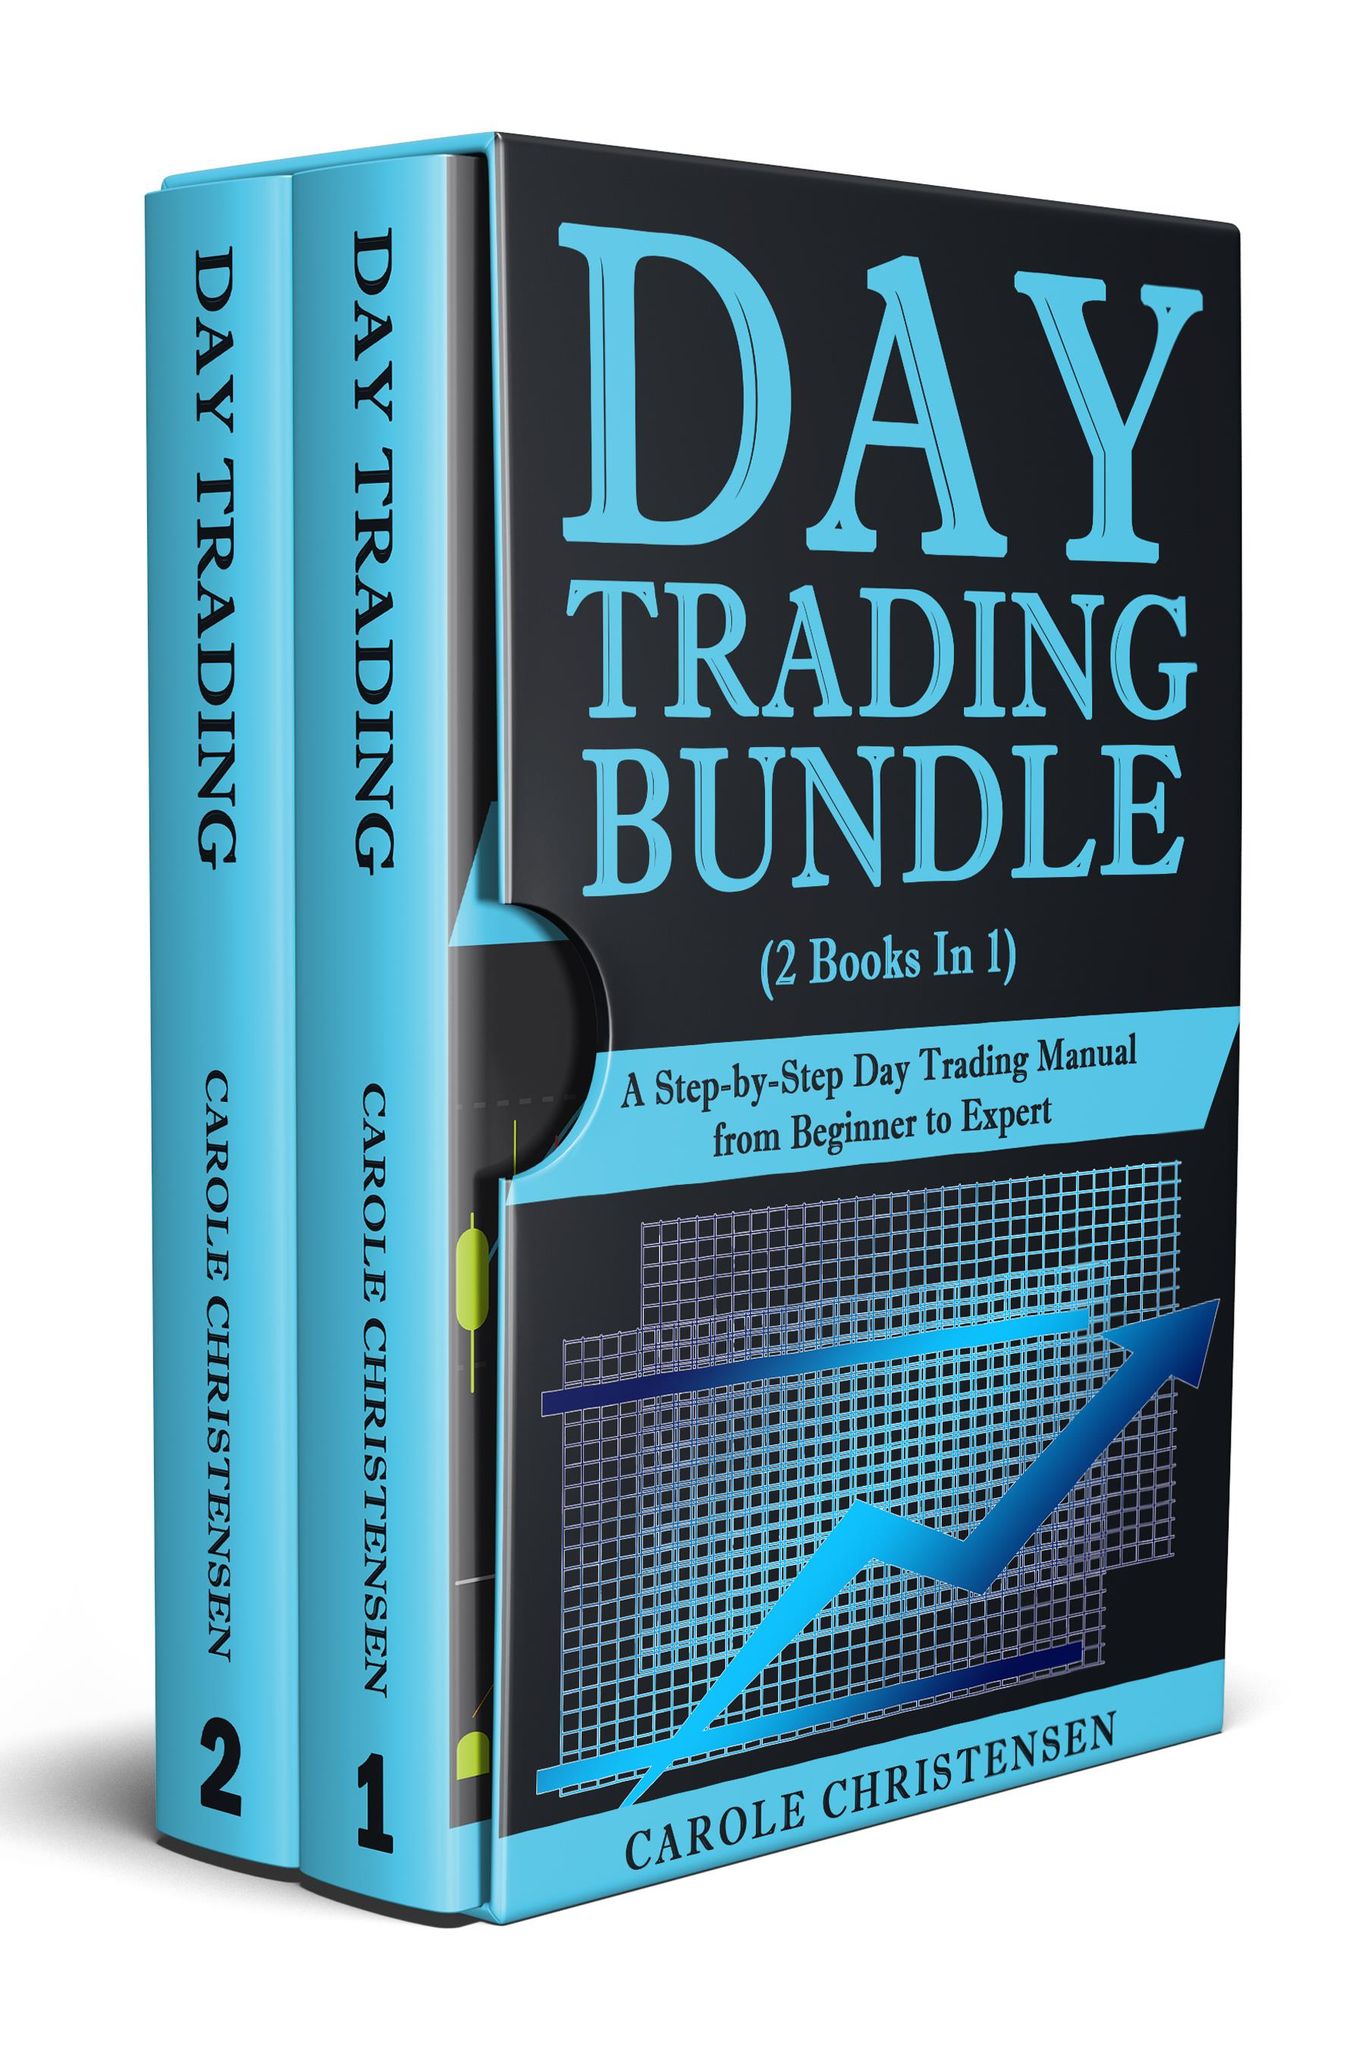 DAY TRADING
CAROLE CHRISTENSEN
2
DAY TRADING
CAROLE CHRISTENSEN
1
DAY
TRADING
BUNDLE
(2 Books In 1)
A Step-by-Step Day Trading Manual
from Beginner to Expert
CAROLE CHRISTENSEN